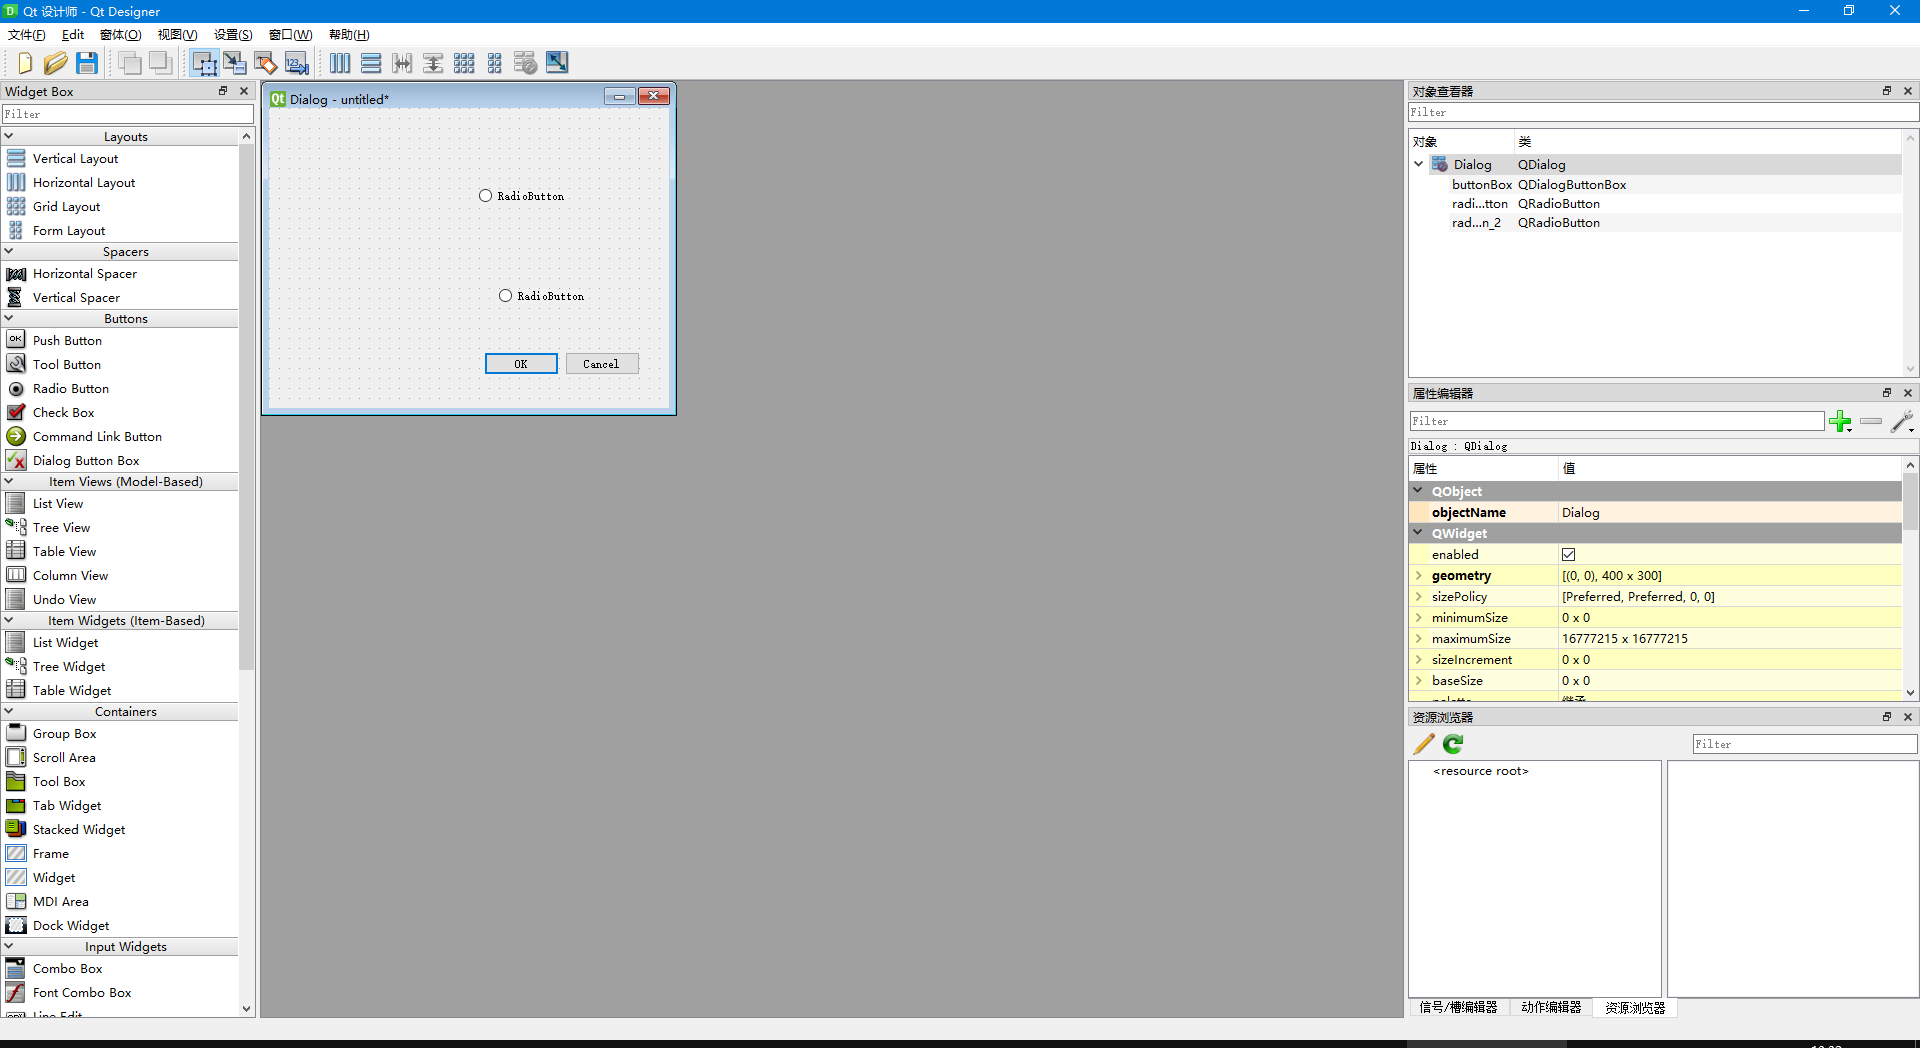 Qt 设计师 - Qt Designer
文件(F) Edit 窗体(O) 视图(V) 设置(S) 窗口(W) 帮助(H)
Widget Box
Filter
Layouts
Vertical Layout
Horizontal Layout
Grid Layout
Form Layout
Spacers
Horizontal Spacer
Vertical Spacer
Buttons
Push Button
Tool Button
Radio Button
Check Box
Command Link Button
Dialog Button Box
Item Views (Model-Based)
List View
Tree View
Table View
Column View
Undo View
Item Widgets (Item-Based)
List Widget
Tree Widget
Table Widget
Containers
Group Box
Scroll Area
Tool Box
Tab Widget
Stacked Widget
Frame
Widget
MDI Area
Dock Widget
Input Widgets
Combo Box
Font Combo Box
Line Edit
Dialog - untitled*
RadioButton
RadioButton
OK Cancel
对象查看器
Filter
对象 类
Dialog QDialog
buttonBox QDialogButtonBox
radi...tton QRadioButton
rad...n_2 QRadioButton
属性编辑器
Filter
Dialog : QDialog
属性 值
QObject
objectName Dialog
QWidget
enabled
geometry [(0, 0), 400 x 300]
sizePolicy [Preferred, Preferred, 0, 0]
minimumSize 0 x 0
maximumSize 16777215 x 16777215
sizeIncrement 0 x 0
baseSize 0 x 0
palette 继承
资源浏览器
Filter
<resource root>
信号/槽编辑器 动作编辑器 资源浏览器